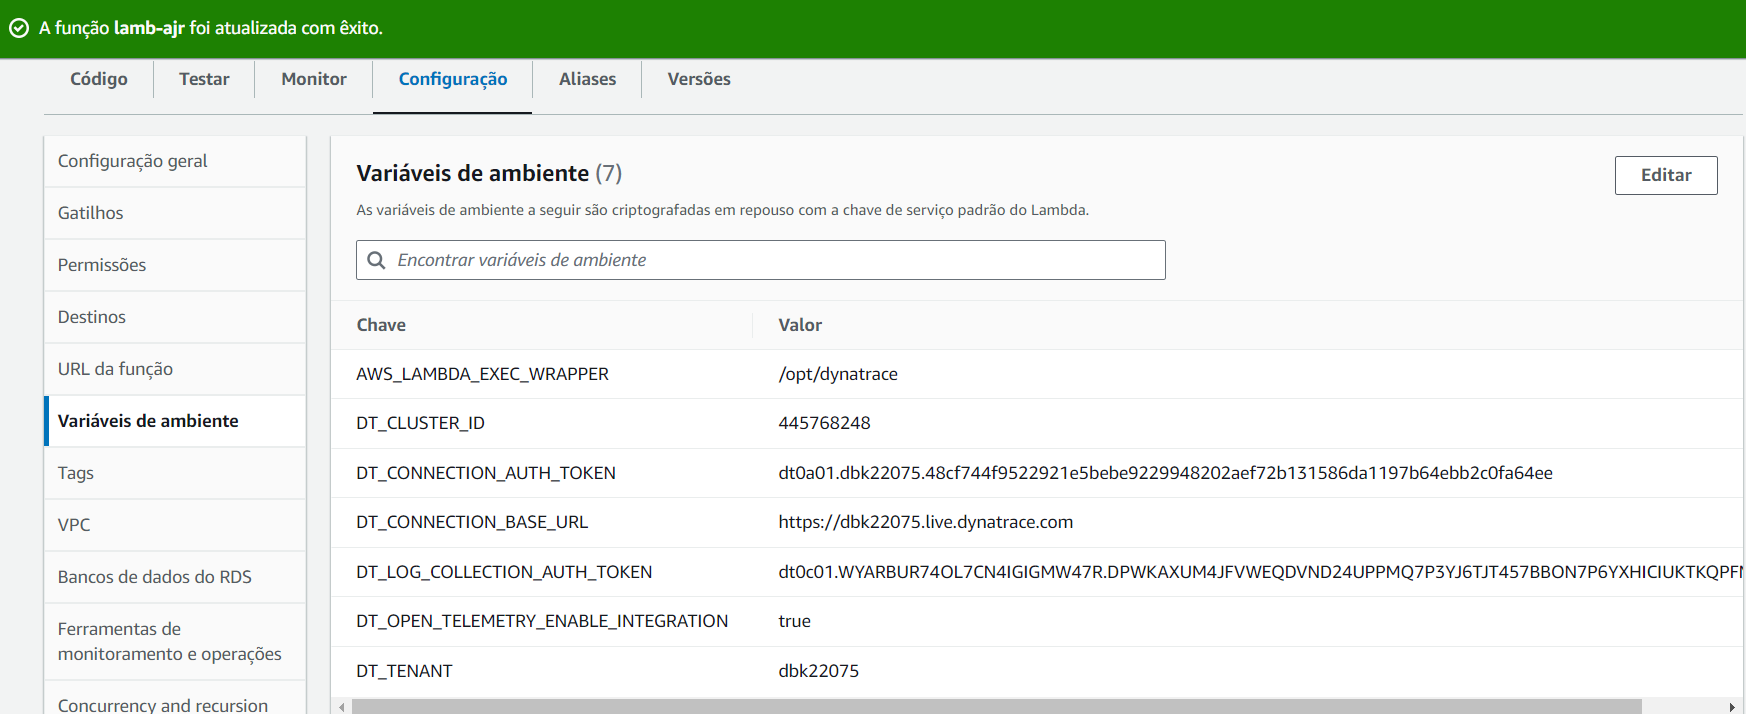 A função lamb-ajr foi atualizada com êxito.
Código
Testar
Monitor
Configuração
Aliases
Versões
Configuração geral
Gatilhos
Permissões
Destinos
URL da função
Variáveis de ambiente
Tags
VPC
Bancos de dados do RDS
Ferramentas de
monitoramento e operações
Concurrency and recursion
Variáveis de ambiente (7)
Editar
As variáveis de ambiente a seguir são criptografadas em repouso com a chave de serviço padrão do Lambda.
Encontrar variáveis de ambiente
Chave Valor
AWS_LAMBDA_EXEC_WRAPPER /opt/dynatrace
DT_CLUSTER_ID 445768248
DT_CONNECTION_AUTH_TOKEN dt0a01.dbk22075.48cf744f9522921e5bebe9229948202aef72b131586da1197b64ebb2c0fa64ee
DT_CONNECTION_BASE_URL https://dbk22075.live.dynatrace.com
DT_LOG_COLLECTION_AUTH_TOKEN dt0c01.WYARBUR74OL7CN4IGIGMW47R.DPWKAXUM4JFVWEQDVND24UPPMQ7P3YJ6TJT457BBON7P6YXHICIUKTKQPF
DT_OPEN_TELEMETRY_ENABLE_INTEGRATION true
DT_TENANT dbk22075